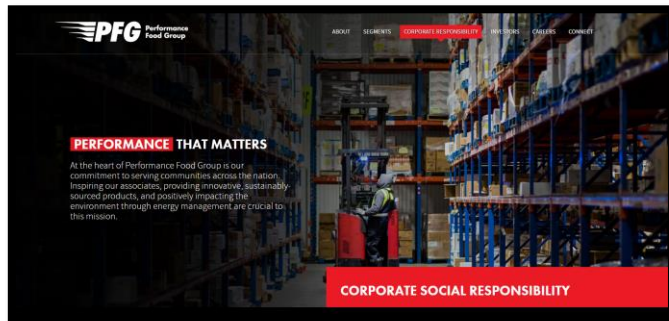 PFG Performance
Food Group
ABOUT SEGMENTS CORPORATE RESPONSIBILITY INVESTORS CAREERS CONNECT
PERFORMANCE THAT MATTERS
At the heart of Performance Food Group is our
commitment to serving communities across the nation.
Inspiring our associates, providing innovative, sustainably-
sourced products, and positively impacting the
environment through energy management are crucial to
this mission.
CORPORATE SOCIAL RESPONSIBILITY